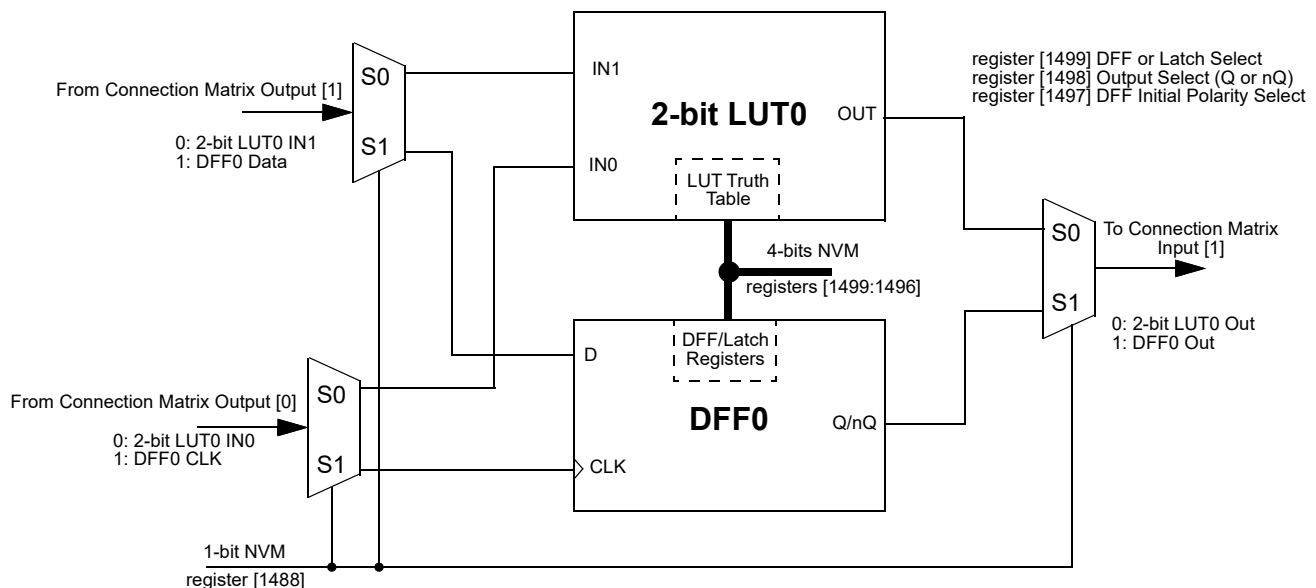 From Connection Matrix Output [1]
0: 2-bit LUT0 IN1
1: DFF0 Data
S0
S1
IN1
IN0
2-bit LUT0
OUT
LUT Truth
Table
register [1499] DFF or Latch Select
register [1498] Output Select (Q or nQ)
register [1497] DFF Initial Polarity Select
4-bits NVM
registers [1499:1496]
S0
S1
To Connection Matrix
Input [1]
0: 2-bit LUT0 Out
1: DFF0 Out
From Connection Matrix Output [0]
0: 2-bit LUT0 IN0
1: DFF0 CLK
S0
S1
D
DFF/Latch
Registers
DFF0
Q/nQ
CLK
1-bit NVM
register [1488]